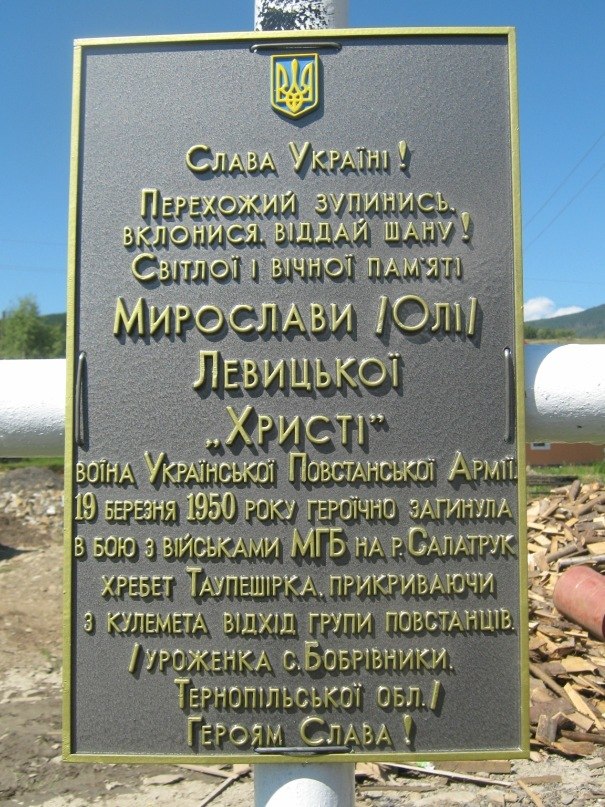 Слава Україні!
Перехожий зупинись,
вклонися, віддай шану!
Світлої і вічної пам'яті
Мирослави /Олі/
Левицької
„Христі”
воїна Української Повстанської Армії.
19 березня 1950 року героїчно загинула
в бою з військами МГБ на р. Салатрук
хребет Таупешірка, прикриваючи
з кулемета відхід групи повстанців.
/уроженка с. Бобрівники,
Тернопільської обл./
Героям Слава!